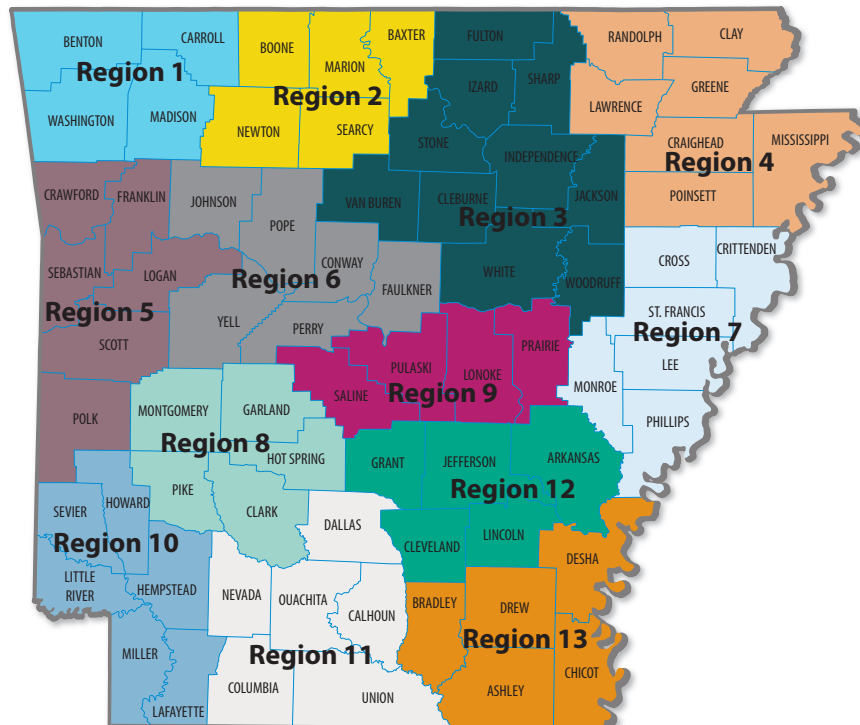 BENTON
CARROLL
Region 1
WASHINGTON
MADISON
BOONE
MARION
BAXTER
Region 2
NEWTON
SEARCY
FULTON
IZARD
SHARP
STONE
INDEPENDENCE
VAN BUREN
CLEBURNE
JACKSON
Region 3
WHITE
WOODRUFF
RANDOLPH
CLAY
GREENE
LAWRENCE
CRAIGHEAD
MISSISSIPPI
Region 4
POINSETT
CRAWFORD
FRANKLIN
SEBASTIAN
LOGAN
Region 5
SCOTT
POLK
JOHNSON
POPE
CONWAY
Region 6
FAULKNER
YELL
PERRY
CROSS
CRITTENDEN
ST. FRANCIS
Region 7
LEE
MONROE
PHILLIPS
MONTGOMERY
GARLAND
Region 8
HOT SPRING
PIKE
CLARK
PRAIRIE
PULASKI
LONOKE
SALINE
Region 9
SEVIER
HOWARD
Region 10
LITTLE
RIVER
HEMPSTEAD
MILLER
LAFAYETTE
DALLAS
NEVADA
OUACHITA
CALHOUN
Region 11
COLUMBIA
UNION
GRANT
JEFFERSON
ARKANSAS
Region 12
CLEVELAND
LINCOLN
DESHA
BRADLEY
DREW
Region 13
CHICOT
ASHLEY